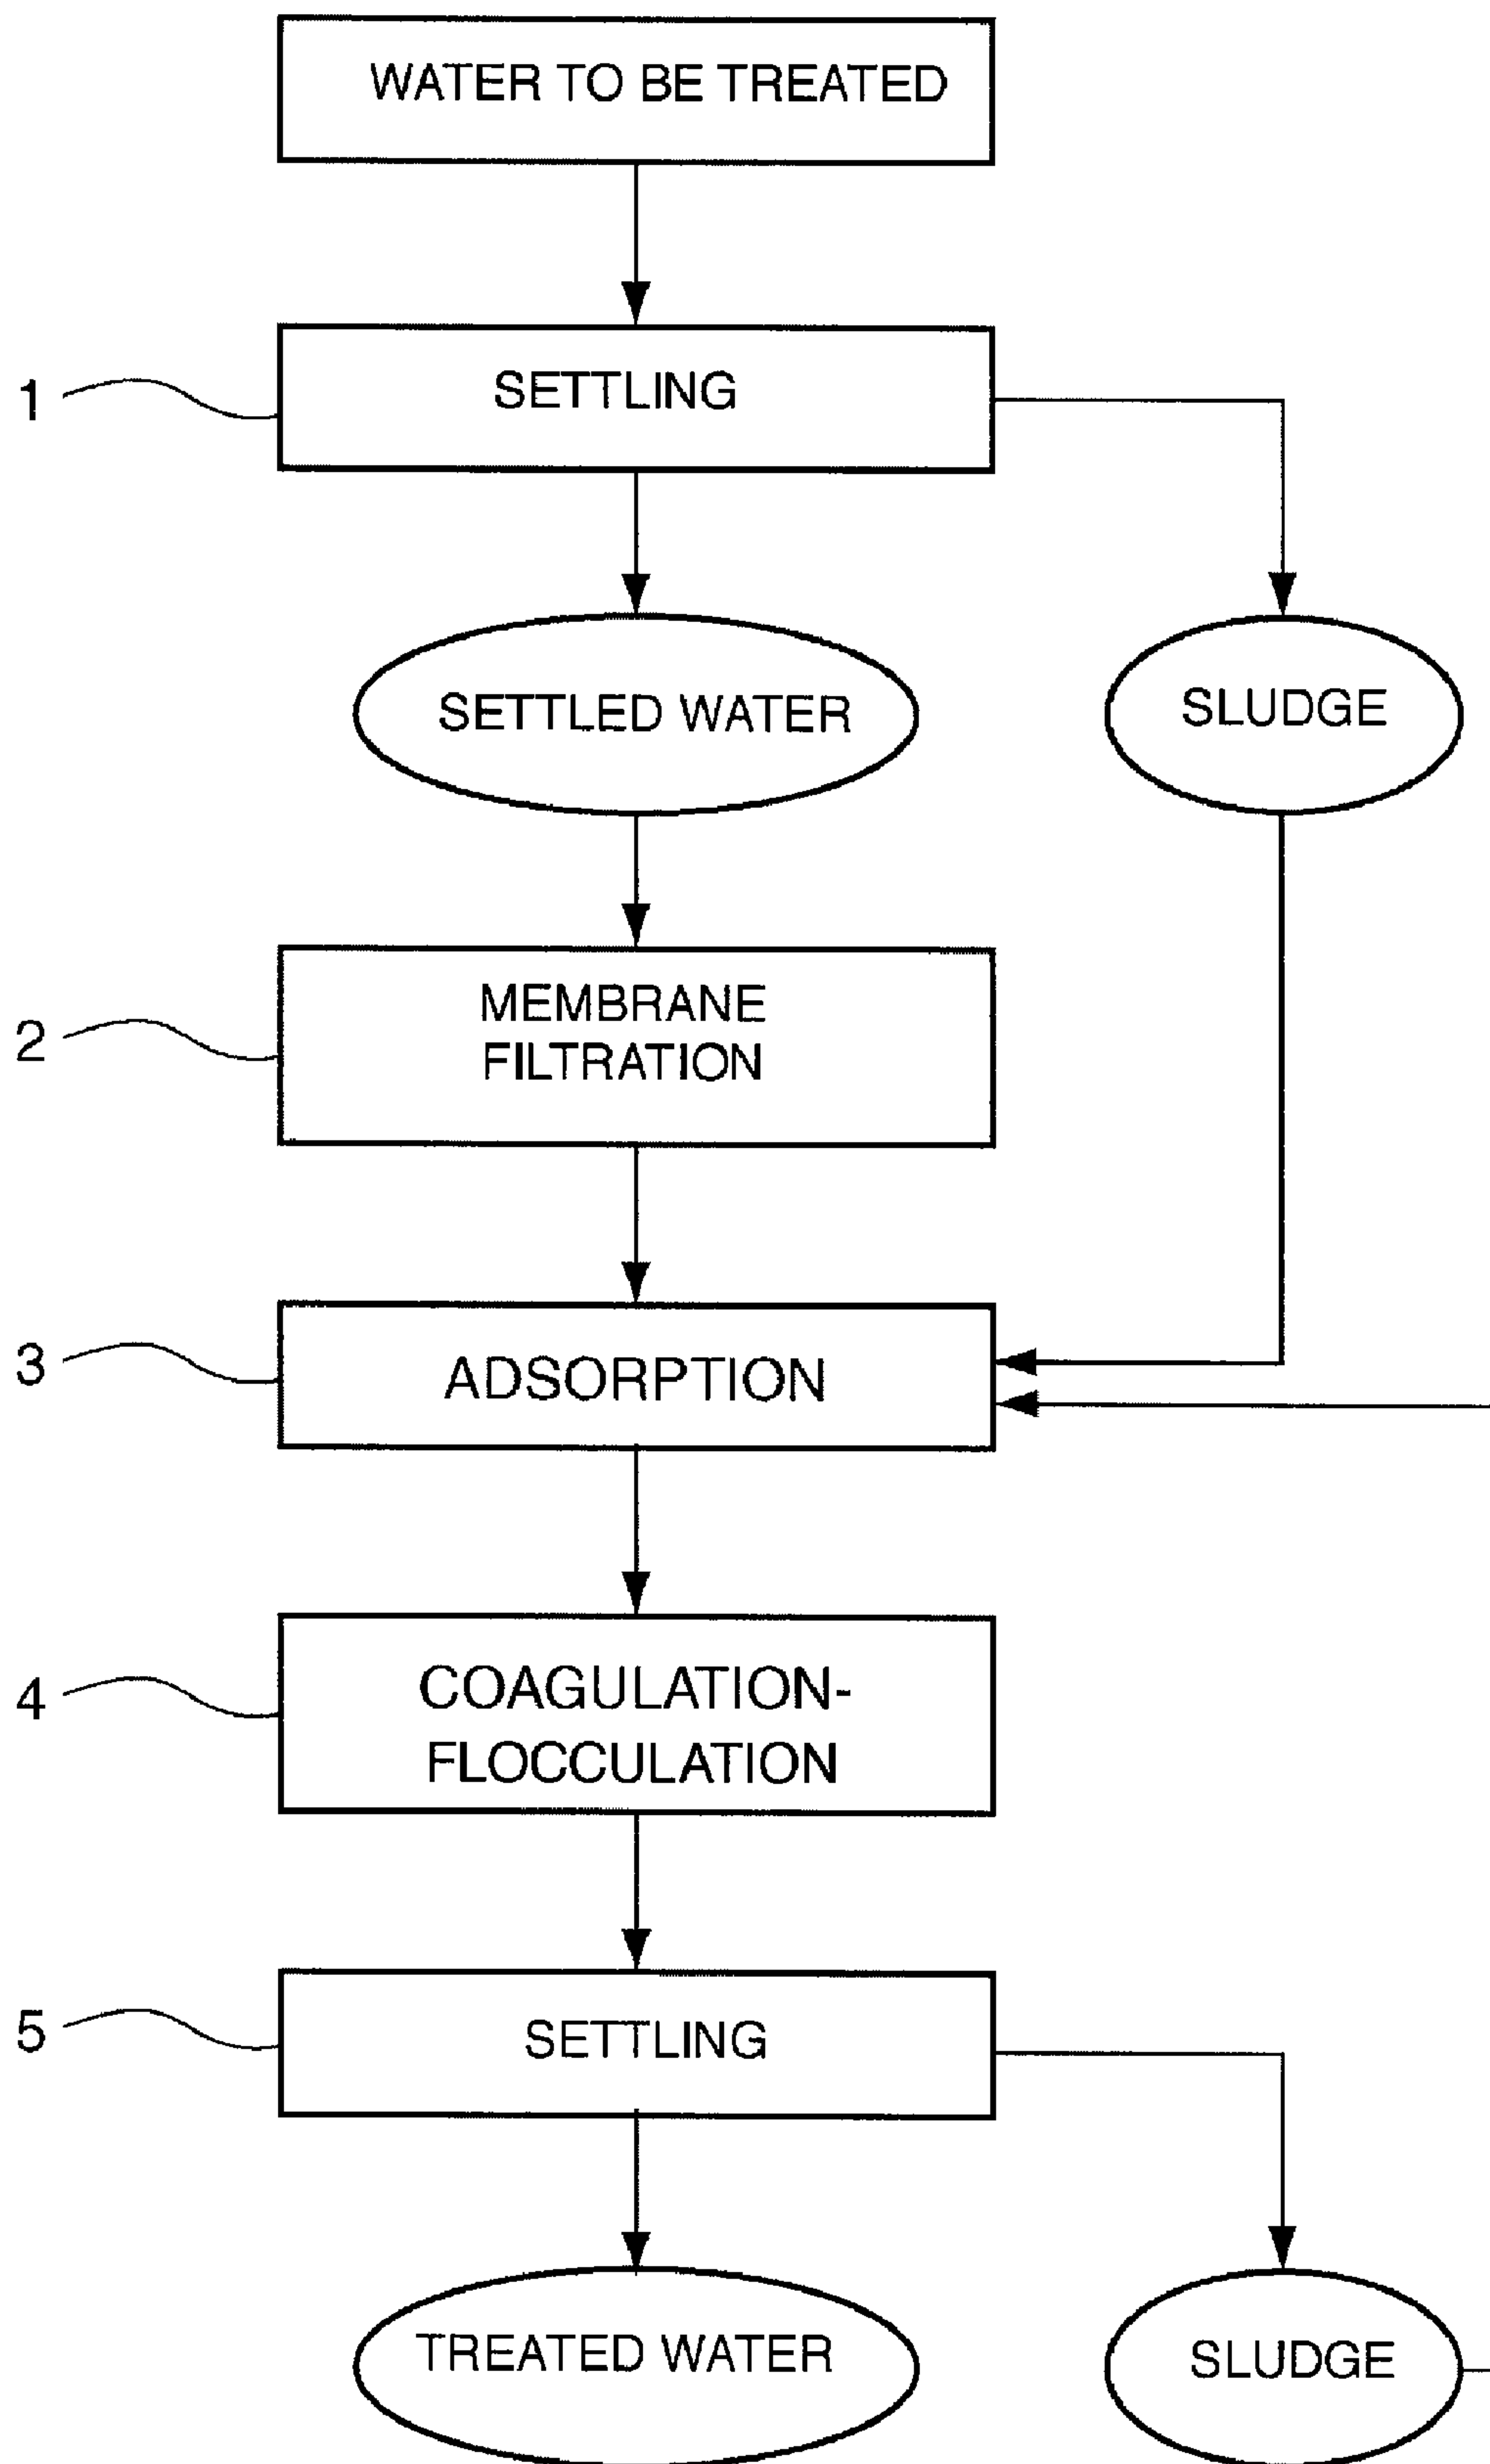 WATER TO BE TREATED
1
SETTLING
SETTLED WATER
SLUDGE
2
MEMBRANE
FILTRATION
3
ADSORPTION
4
COAGULATION-
FLOCCULATION
5
SETTLING
TREATED WATER
SLUDGE